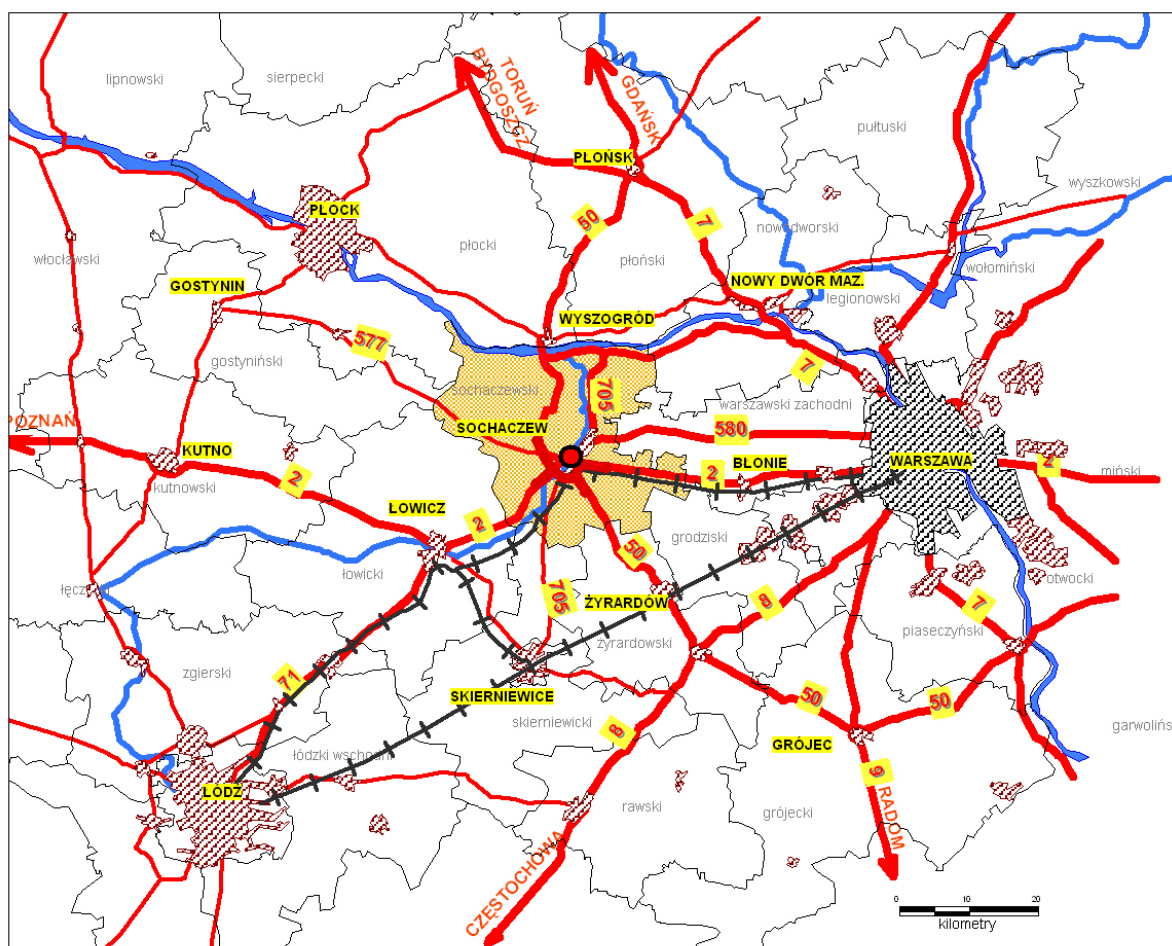 lipnowski
sierpecki
TORUŃ
BYDGOSZCZ
GDAŃSK
pułtuski
PŁOŃSK
wyszkowski
PŁOCK
50
7
nowodworski
płocki
płoński
włocławski
wołomiński
GOSTYNIN
NOWY DWÓR MAZ.
legionowski
WYSZOGRÓD
577
gostyniński
7
sochaczewski
705
warszawski zachodni
POZNAŃ
SOCHACZEW
580
KUTNO
2
BŁONIE
WARSZAWA
2
miński
kutnowski
2
ŁOWICZ
2
50
grodziski
łowicki
otwocki
łęcz
705
ŻYRARDÓW
8
7
piaseczyński
zgierski
żyrardowski
71
SKIERNIEWICE
50
50
skierniewicki
garwolińs
8
łódzki wschodni
GRÓJEC
ŁÓDŹ
rawski
grójecki
9
RADOM
CZĘSTOCHOWA
0
10
20
kilometry